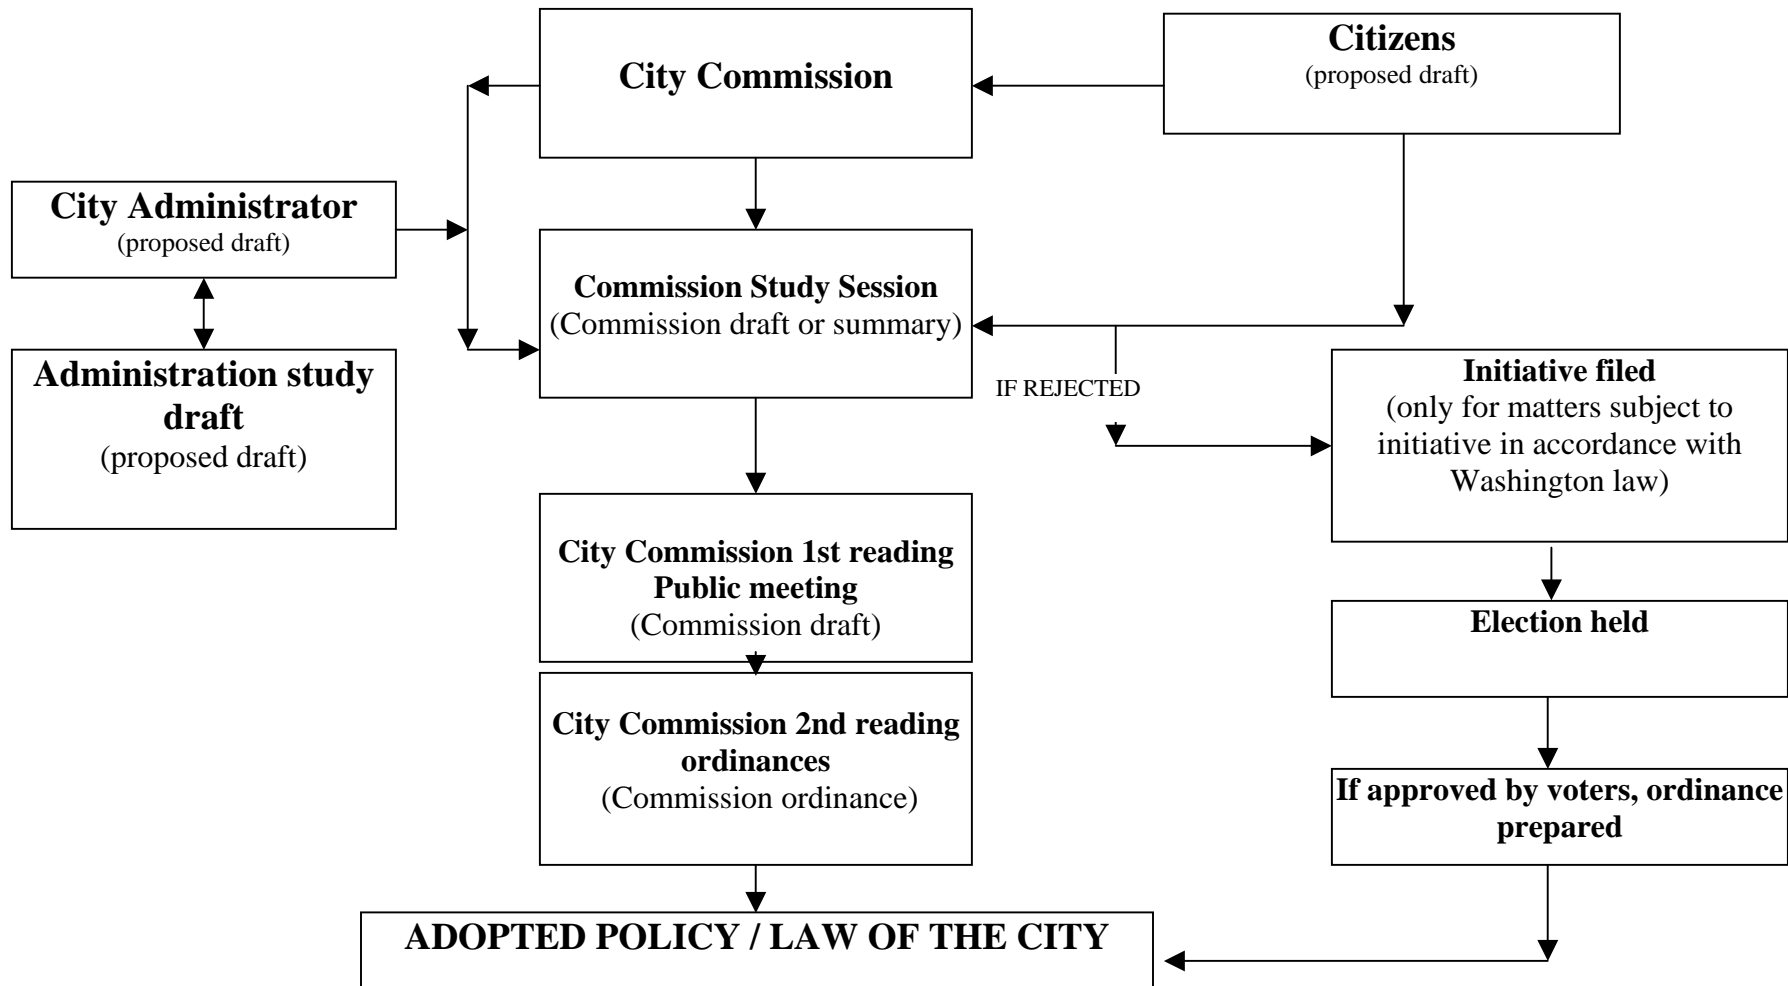 City Commission
Citizens
(proposed draft)
City Administrator
(proposed draft)
Commission Study Session
(Commission draft or summary)
Administration study
draft
(proposed draft)
IF REJECTED
Initiative filed
(only for matters subject to
initiative in accordance with
Washington law)
City Commission 1st reading
Public meeting
(Commission draft)
Election held
City Commission 2nd reading
ordinances
(Commission ordinance)
If approved by voters, ordinance
prepared
ADOPTED POLICY / LAW OF THE CITY